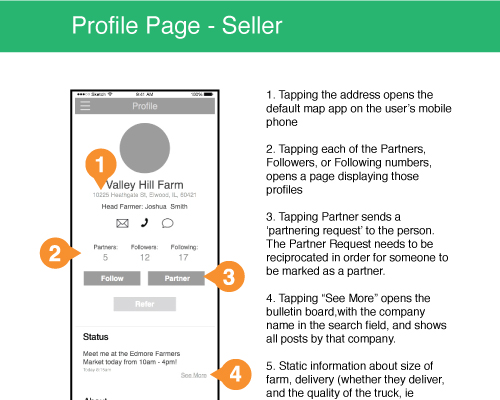 Profile Page - Seller
Sketch
9:41 AM
Profile
1
Valley Hill Farm
10225 Heathgate St, Elwood, IL, 60421
Head Farmer: Joshua Smith
2
Partners: Followers: Following:
5 12 17
Follow Partner
3
Refer
Status
Meet me at the Edmore Farmers
Market today from 10am - 4pm!
See More
4
About
1. Tapping the address opens the
default map app on the user's mobile
phone
2. Tapping each of the Partners,
Followers, or Following numbers,
opens a page displaying those
profiles
3. Tapping Partner sends a
'partnering request' to the person.
The Partner Request needs to be
reciprocated in order for someone to
be marked as a partner.
4. Tapping "See More" opens the
bulletin board,with the company
name in the search field, and shows
all posts by that company.
5. Static information about size of
farm, delivery (whether they deliver,
and the quality of the truck, ie